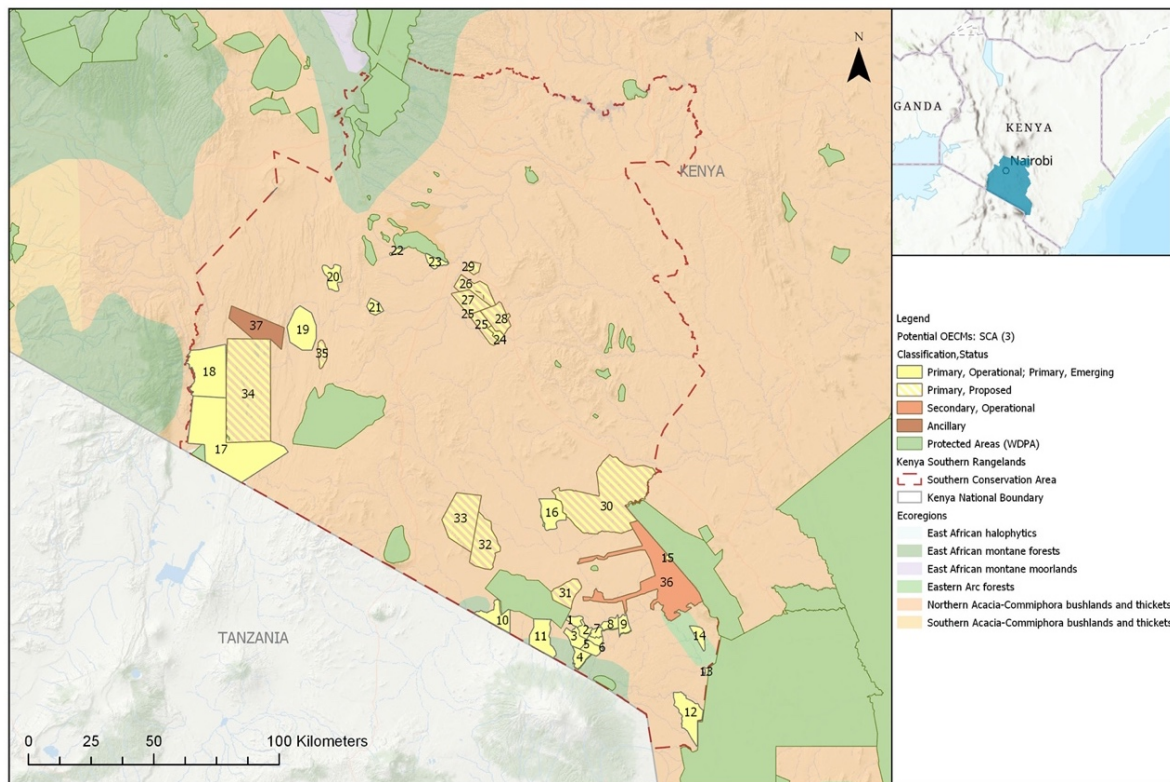 N
KENYA
22
23
29
20
26
27
21
25
28
25
24
37
19
35
18
34
17
16
30
33
32
15
36
31
10
1
11
2
7
8
9
3
5
6
4
14
13
12
TANZANIA
0 25 50 100 Kilometers
GANDA
KENYA
Nairobi
Legend
Potential OECMs: SCA (3)
Classification,Status
Primary, Operational; Primary, Emerging
Primary, Proposed
Secondary, Operational
Ancillary
Protected Areas (WDPA)
Kenya Southern Rangelands
Southern Conservation Area
Kenya National Boundary
Ecoregions
East African halophytics
East African montane forests
East African montane moorlands
Eastern Arc forests
Northern Acacia-Commiphora bushlands and thickets
Southern Acacia-Commiphora bushlands and thickets